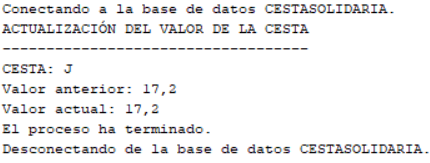 Conectando a la base de datos CESTASOLIDARIA.
ACTUALIZACIÓN DEL VALOR DE LA CESTA
-----------------------------------
CESTA: J
Valor anterior: 17,2
Valor actual: 17,2
El proceso ha terminado.
Desconectando de la base de datos CESTASOLIDARIA.